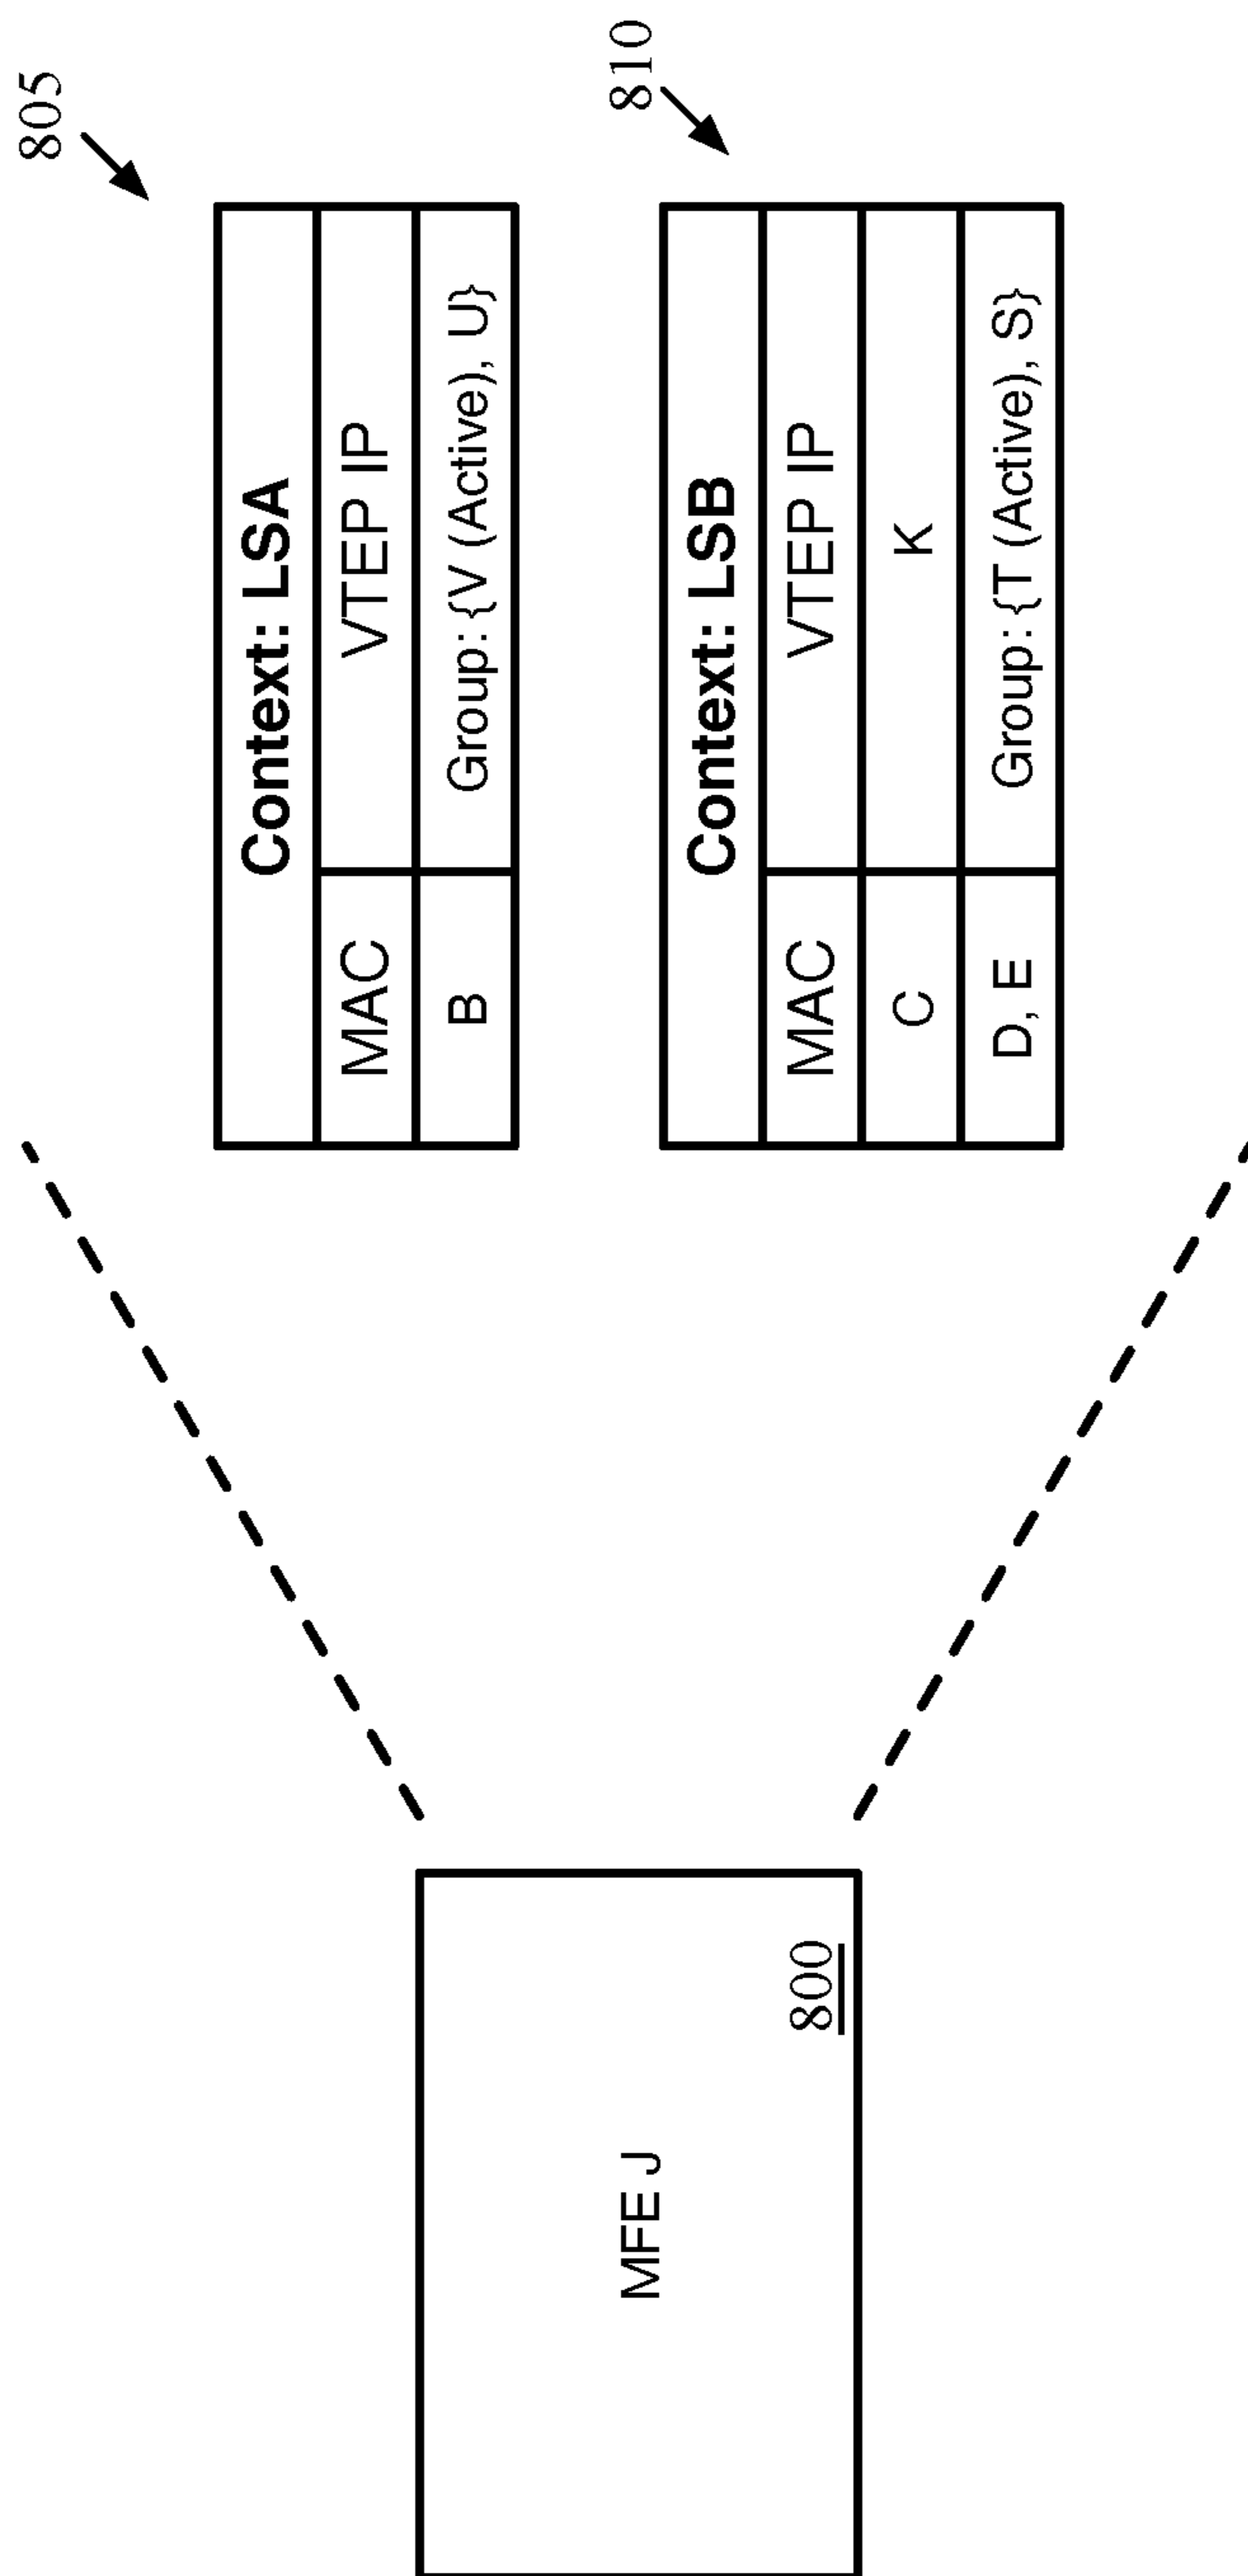 805
Context: LSA
MAC VTEP IP
B Group: {V (Active), U}
810
Context: LSB
MAC VTEP IP
C K
D, E Group: {T (Active), S}
MFE J
800